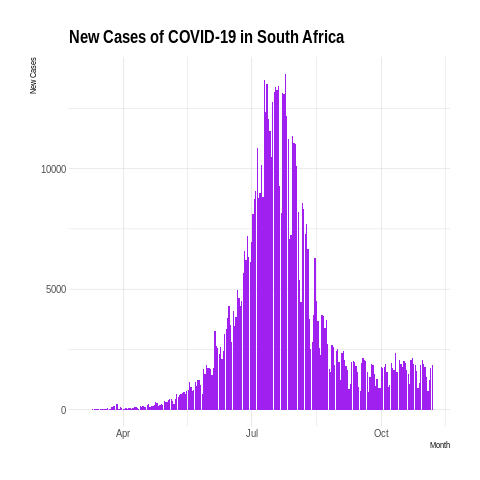 New Cases of COVID-19 in South Africa
New Cases
10000
5000
0
Apr
Jul
Oct
Month